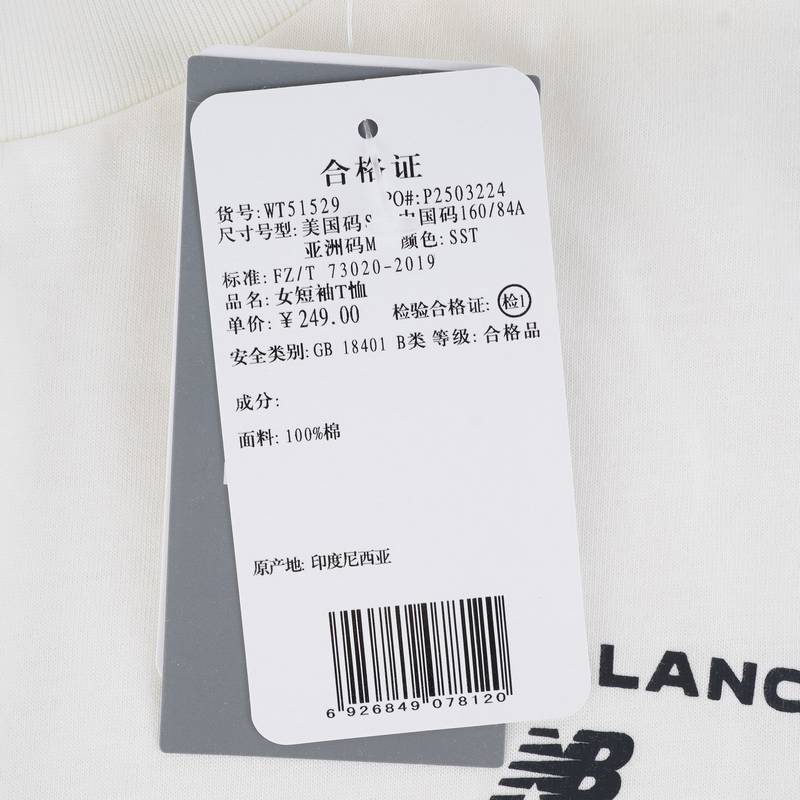 合格证
货号:WT51529 PO#:P2503224
尺寸号型:美国码S 中国码160/84A
亚洲码M 颜色:SST
标准:FZ/T 73020-2019
品名:女短袖T恤
单价:￥249.00 检验合格证:检1
安全类别:GB 18401 B类 等级:合格品
成分:
面料:100%棉
原产地:印度尼西亚
6 926849 078120
LANC
NB